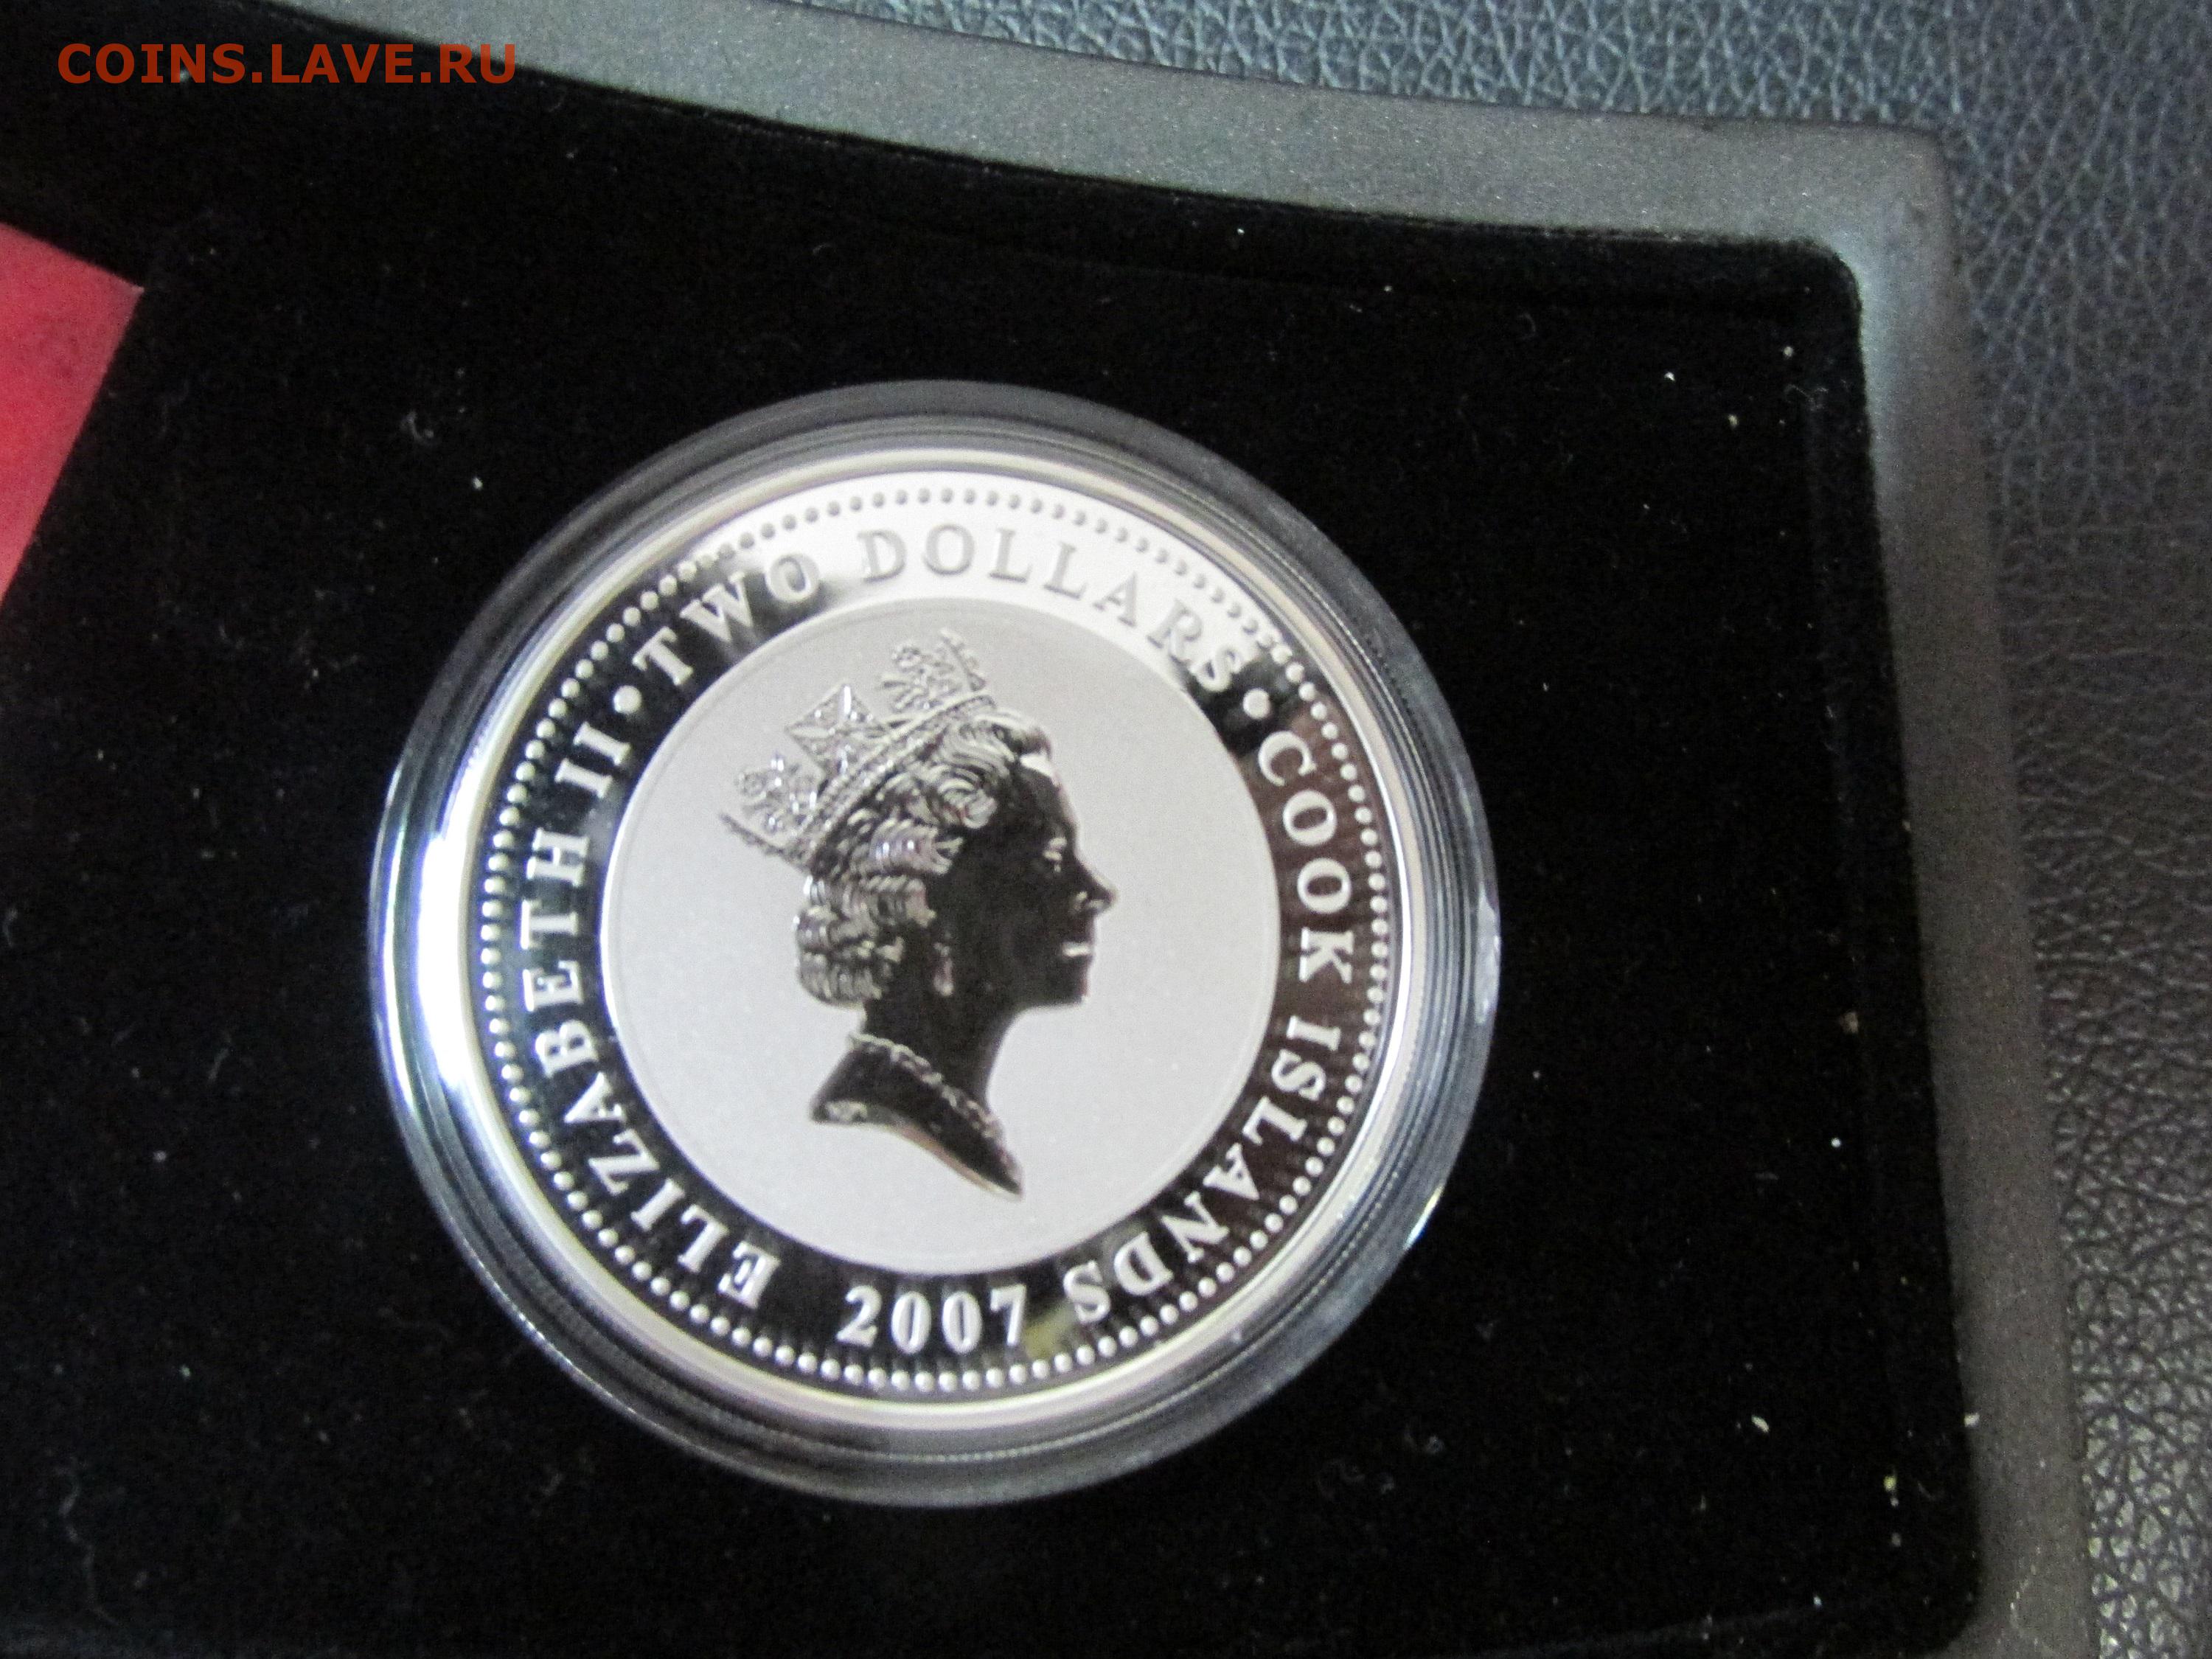 COINS.LAVE.RU
ELIZABETH II • TWO DOLLARS • COOK ISLANDS
2007